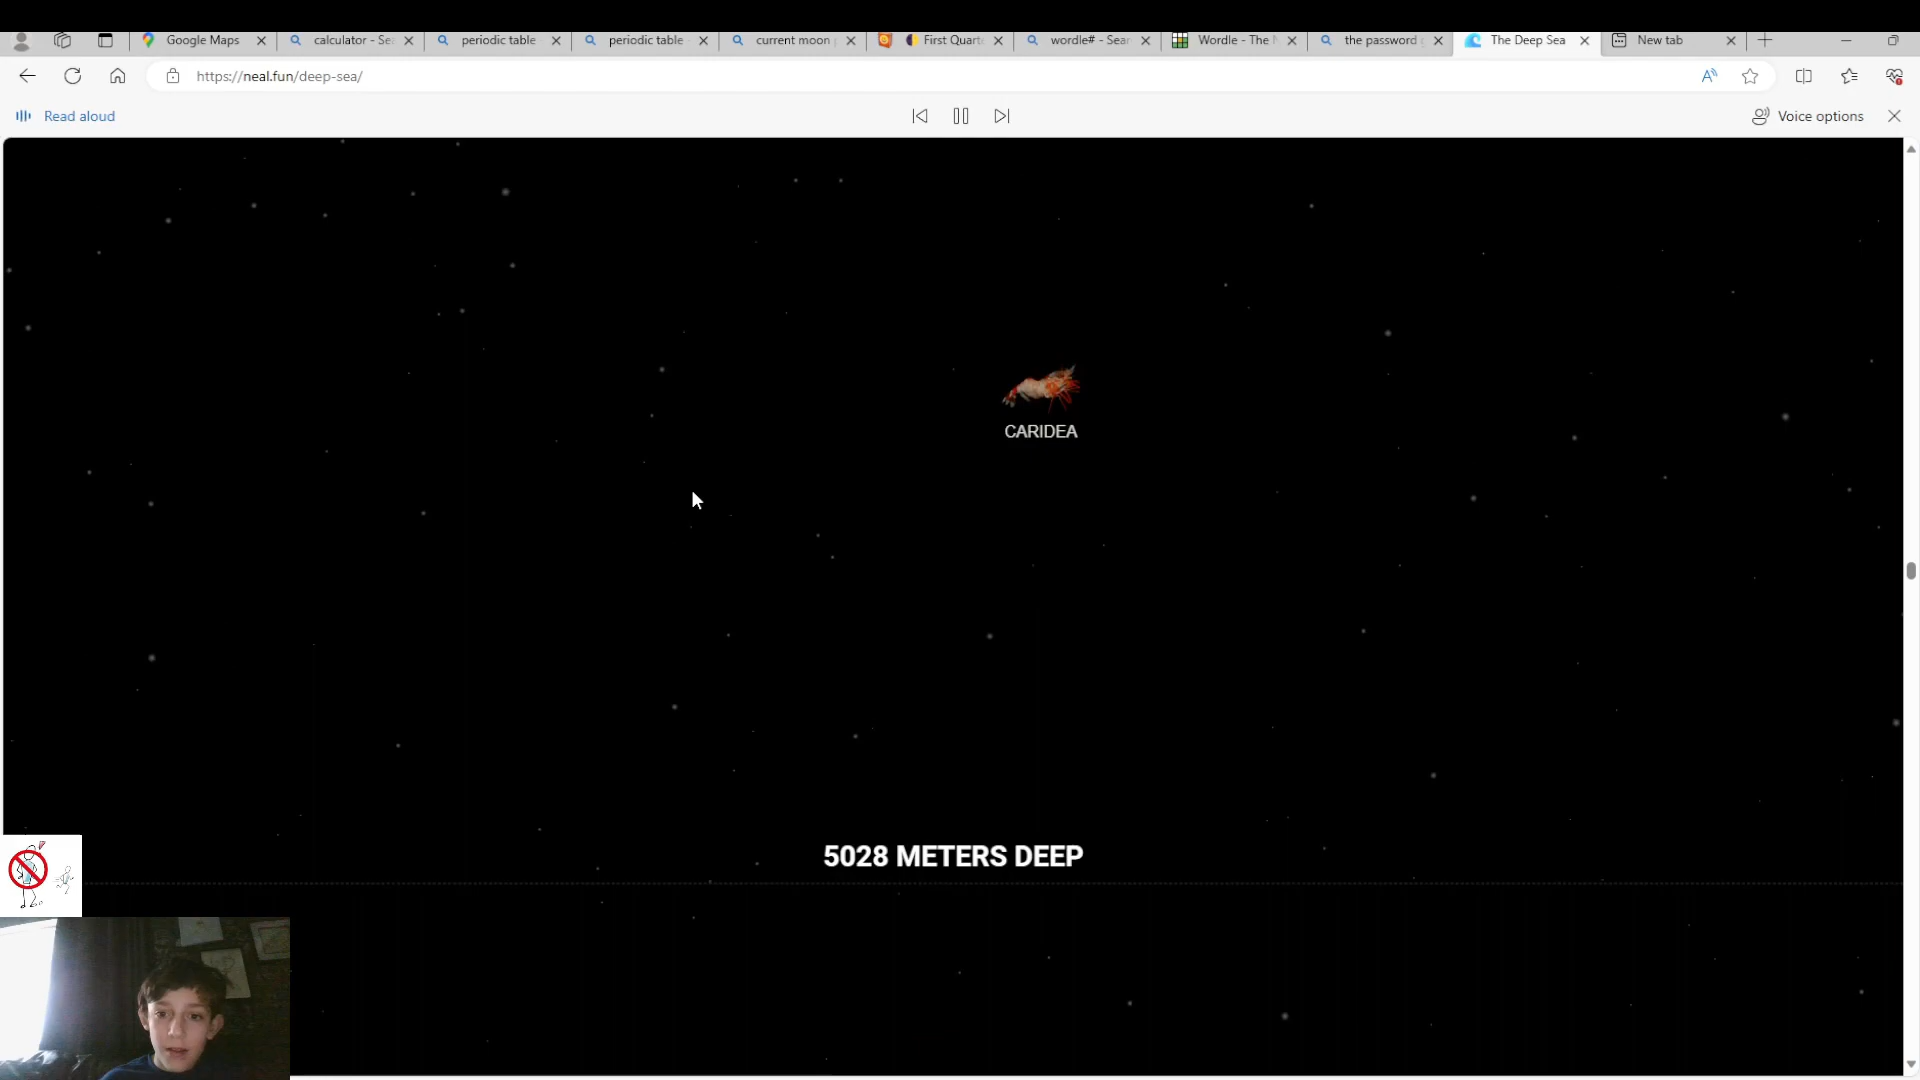 Google Maps
calculator - Se
periodic table
periodic table
current moon
First Quart
wordle# - Sear
Wordle - The
the password
The Deep Sea
New tab
https://neal.fun/deep-sea/
Read aloud
Voice options
CARIDEA
5028 METERS DEEP